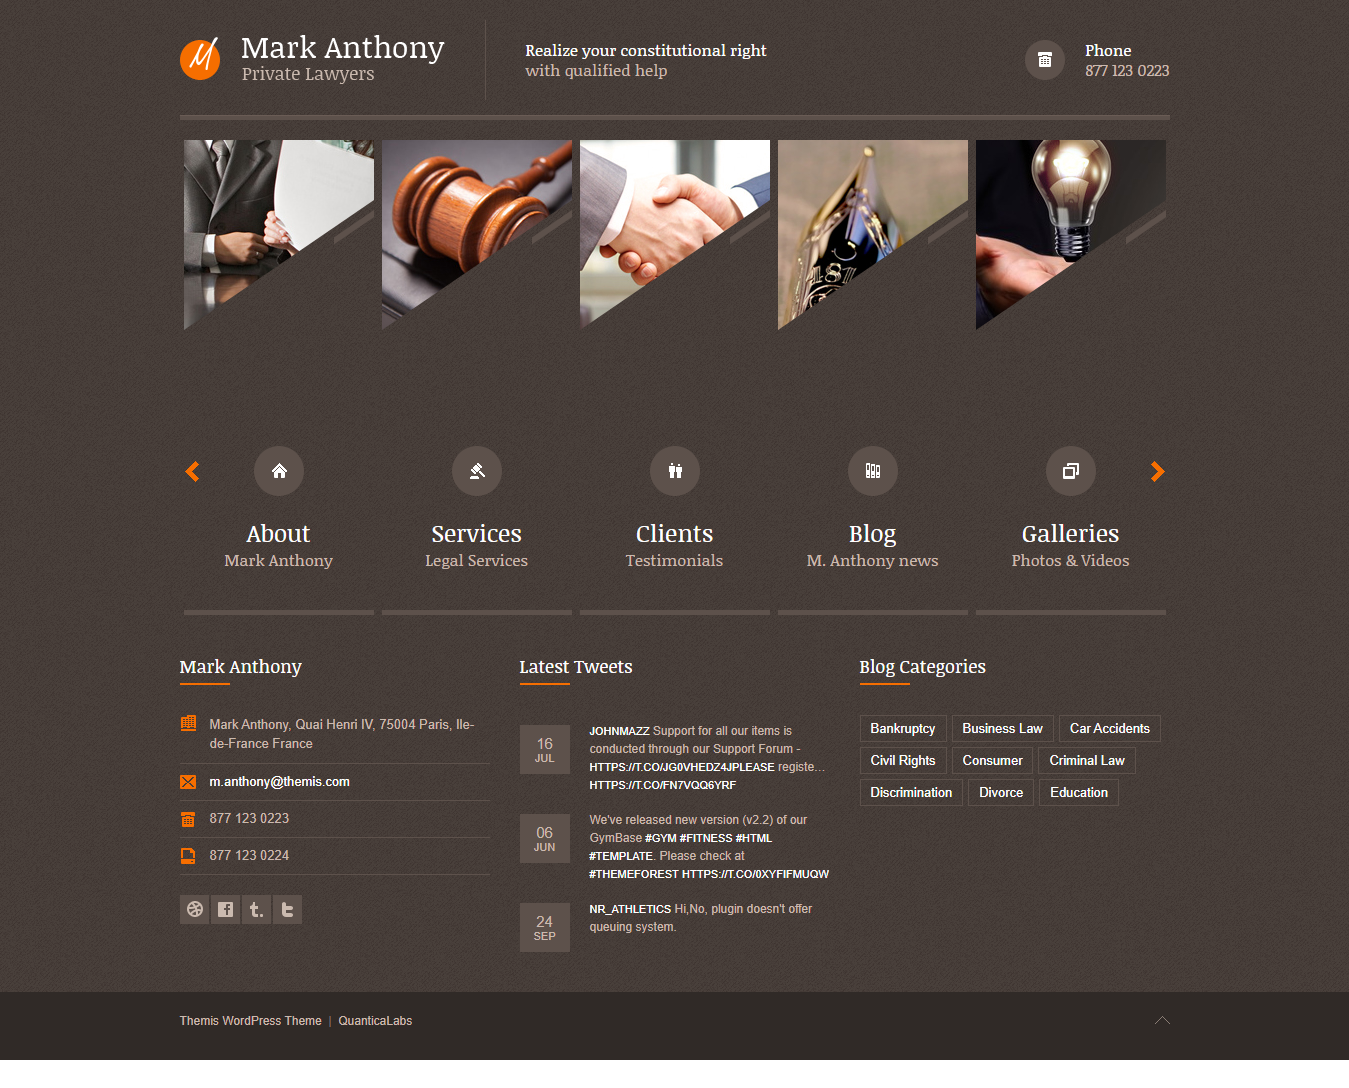 Mark Anthony
Private Lawyers
Realize your constitutional right
with qualified help
Phone
877 123 0223
About
Mark Anthony
Services
Legal Services
Clients
Testimonials
Blog
M. Anthony news
Galleries
Photos & Videos
Mark Anthony
Mark Anthony, Quai Henri IV, 75004 Paris, Ile-
de-France France
m.anthony@themis.com
877 123 0223
877 123 0224
Latest Tweets
16
JUL
JOHNMAZZ Support for all our items is
conducted through our Support Forum -
HTTPS://T.CO/JG0VHEDZ4JPLEASE registe...
HTTPS://T.CO/FN7VQQ6YRF
06
JUN
We've released new version (v2.2) of our
GymBase #GYM #FITNESS #HTML
#TEMPLATE. Please check at
#THEMEFOREST HTTPS://T.CO/0XYFIFMUQW
24
SEP
NR_ATHLETICS Hi,No, plugin doesn't offer
queuing system.
Blog Categories
Bankruptcy
Business Law
Car Accidents
Civil Rights
Consumer
Criminal Law
Discrimination
Divorce
Education
Themis WordPress Theme | QuanticaLabs